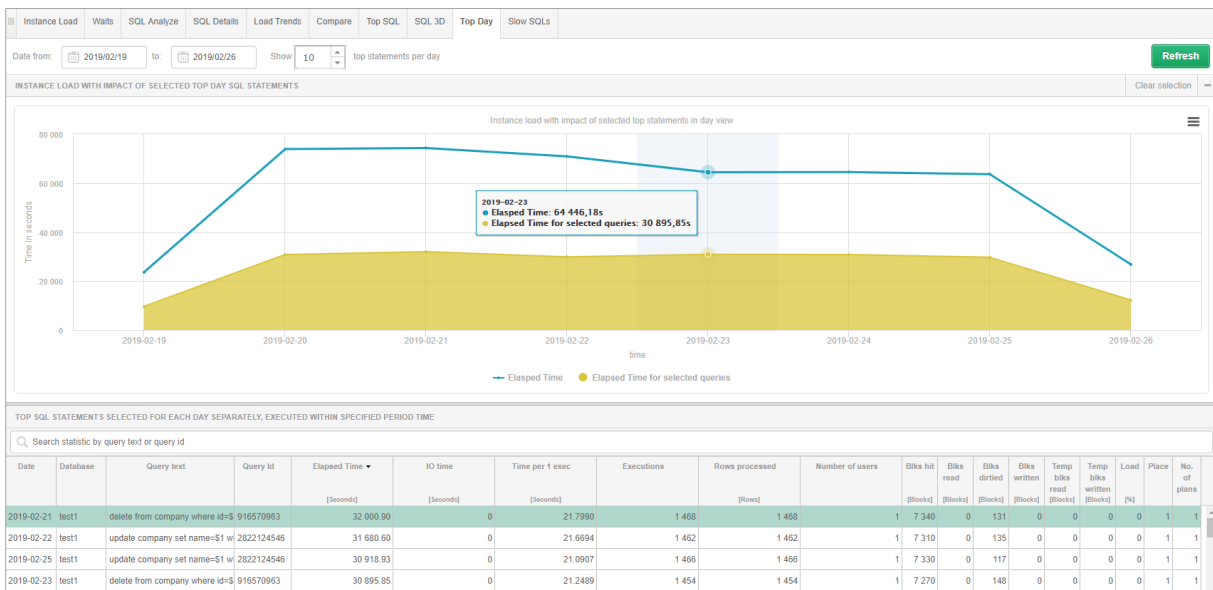 Instance Load Waits SQL Analyze SQL Details Load Trends Compare Top SQL SQL 3D Top Day Slow SQLs
Date from: 2019/02/19 to: 2019/02/26 Show 10 top statements per day Refresh
INSTANCE LOAD WITH IMPACT OF SELECTED TOP DAY SQL STATEMENTS Clear selection
Instance load with impact of selected top statements in day view
80 000
60 000
40 000
20 000
0
Time in seconds
2019-02-23
Elasped Time: 64 446,18s
Elapsed Time for selected queries: 30 895,85s
2019-02-19 2019-02-20 2019-02-21 2019-02-22 2019-02-23 2019-02-24 2019-02-25 2019-02-26
time
Elasped Time Elapsed Time for selected queries
TOP SQL STATEMENTS SELECTED FOR EACH DAY SEPARATELY, EXECUTED WITHIN SPECIFIED PERIOD TIME
Search statistic by query text or query id
Date Database Query text Query Id Elapsed Time IO time Time per 1 exec Executions Rows processed Number of users Blks hit Blks read Blks dirtied Blks written Temp blks read Temp blks written Load Place No. of plans
[Seconds] [Seconds] [Seconds] [Rows] [Blocks] [Blocks] [Blocks] [Blocks] [Blocks] [Blocks] [%]
2019-02-21 test1 delete from company where id=$ 916570963 32 000.90 0 21.7990 1 468 1 468 1 7 340 0 131 0 0 0 0 1 1
2019-02-22 test1 update company set name=$1 w 2822124546 31 680.60 0 21.6694 1 462 1 462 1 7 310 0 135 0 0 0 0 1 1
2019-02-25 test1 update company set name=$1 w 2822124546 30 918.93 0 21.0907 1 466 1 466 1 7 330 0 117 0 0 0 0 1 1
2019-02-23 test1 delete from company where id=$ 916570963 30 895.85 0 21.2489 1 454 1 454 1 7 270 0 148 0 0 0 0 1 1